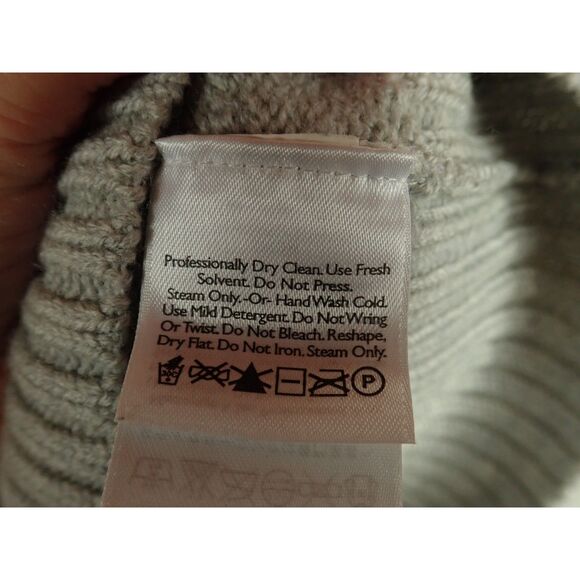 Professionally Dry Clean. Use Fresh
Solvent. Do Not Press.
Steam Only. -Or- Hand Wash Cold.
Use Mild Detergent. Do Not Wring
Or Twist. Do Not Bleach. Reshape,
Dry Flat. Do Not Iron. Steam Only.
P